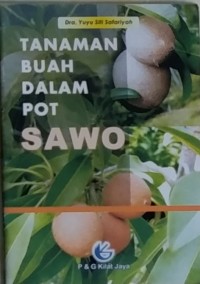 Dra. Yuyu Siti Safariyah
TANAMAN
BUAH
DALAM
POT
SAWO
P & G Kilat Jaya